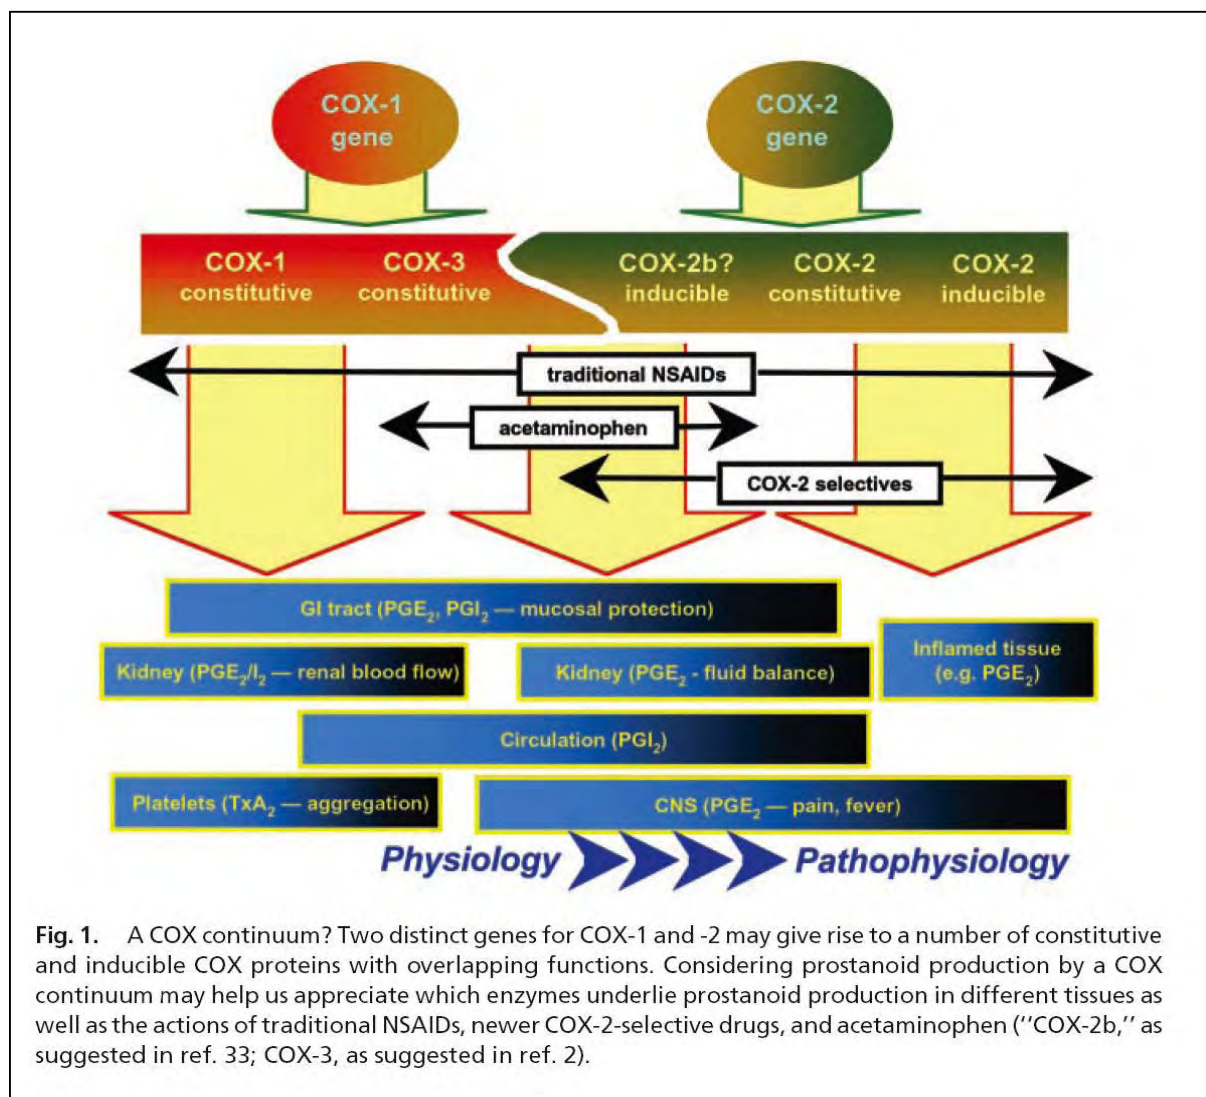 COX-1
gene
COX-2
gene
COX-1
constitutive
COX-3
constitutive
COX-2b?
inducible
COX-2
constitutive
COX-2
inducible
traditional NSAIDs
acetaminophen
COX-2 selectives
GI tract (PGE₂, PGI₂ — mucosal protection)
Kidney (PGE₂/I₂ — renal blood flow)
Kidney (PGE₂ - fluid balance)
Inflamed tissue
(e.g. PGE₂)
Circulation (PGI₂)
Platelets (TxA₂ — aggregation)
CNS (PGE₂ — pain, fever)
Physiology
Pathophysiology
Fig. 1. A COX continuum? Two distinct genes for COX-1 and -2 may give rise to a number of constitutive
and inducible COX proteins with overlapping functions. Considering prostanoid production by a COX
continuum may help us appreciate which enzymes underlie prostanoid production in different tissues as
well as the actions of traditional NSAIDs, newer COX-2-selective drugs, and acetaminophen (''COX-2b,'' as
suggested in ref. 33; COX-3, as suggested in ref. 2).